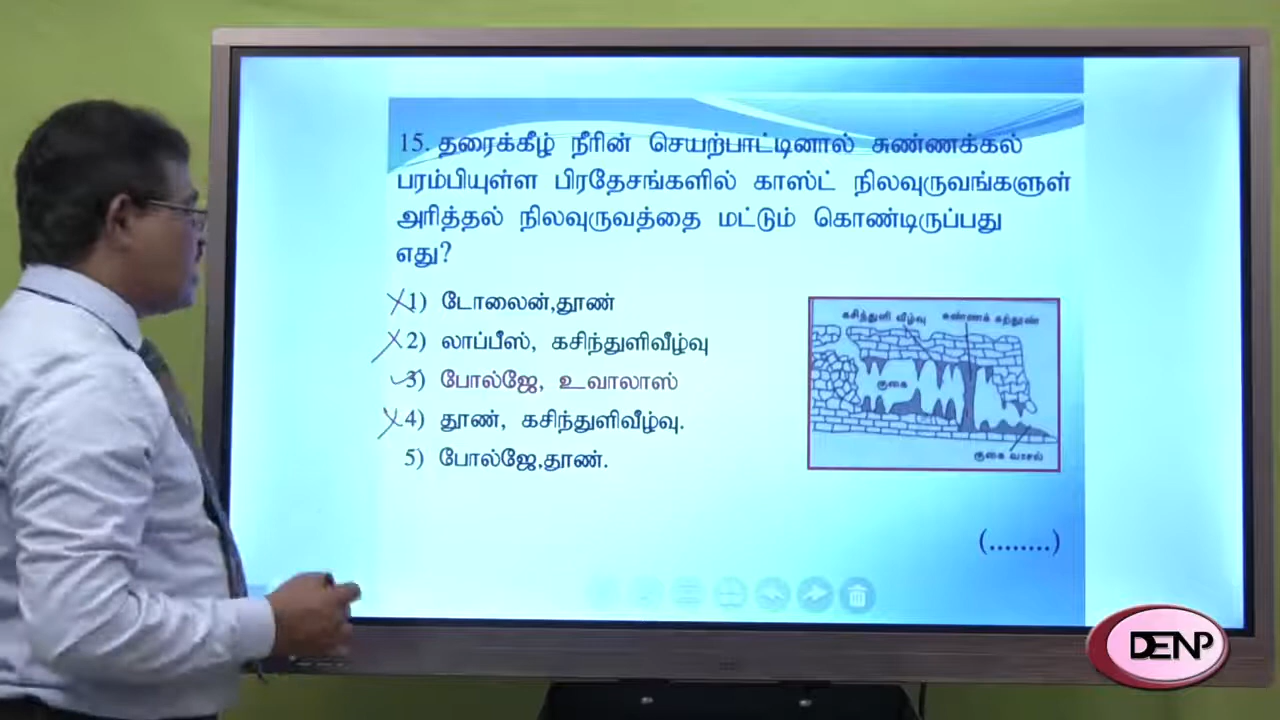 15. தரைக்கீழ் நீரின் செயற்பாட்டினால் சுண்ணக்கல்
பரம்பியுள்ள பிரதேசங்களில் காஸ்ட் நிலவுருவங்களுள்
அரித்தல் நிலவுருவத்தை மட்டும் கொண்டிருப்பது
எது?
1) டோலைன்,தூண்
2) லாப்பீஸ், கசிந்துளிவீழ்வு
3) போல்ஜே, உவாலாஸ்
4) தூண், கசிந்துளிவீழ்வு.
5) போல்ஜே,தூண்.
கசிந்துளி வீழ்வு சுண்ணக் கற்றூண்
குகை
குகை வாசல்
(........)
DENP